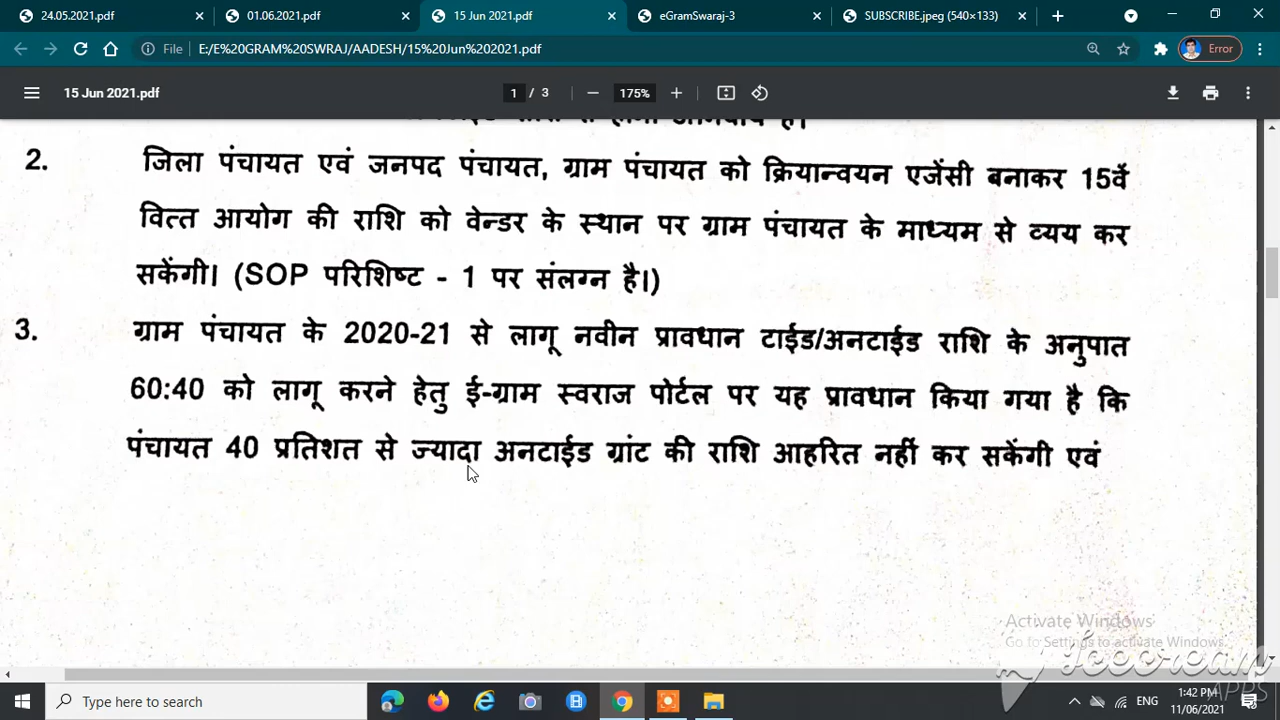 24.05.2021.pdf
01.06.2021.pdf
15 Jun 2021.pdf
eGramSwaraj-3
SUBSCRIBE.jpeg (540×133)
File
E:/E%20GRAM%20SWRAJ/AADESH/15%20Jun%202021.pdf
Error
15 Jun 2021.pdf
1 / 3
175%
2. जिला पंचायत एवं जनपद पंचायत, ग्राम पंचायत को क्रियान्वयन एजेंसी बनाकर 15वें
वित्त आयोग की राशि को वेन्डर के स्थान पर ग्राम पंचायत के माध्यम से व्यय कर
सकेंगी। (SOP परिशिष्ट - 1 पर संलग्न है।)
3. ग्राम पंचायत के 2020-21 से लागू नवीन प्रावधान टाईड/अनटाईड राशि के अनुपात
60:40 को लागू करने हेतु ई-ग्राम स्वराज पोर्टल पर यह प्रावधान किया गया है कि
पंचायत 40 प्रतिशत से ज्यादा अनटाईड ग्रांट की राशि आहरित नहीं कर सकेंगी एवं
Activate Windows
Go to Settings to activate Windows.
Icecream
APPS
Type here to search
ENG
1:42 PM
11/06/2021